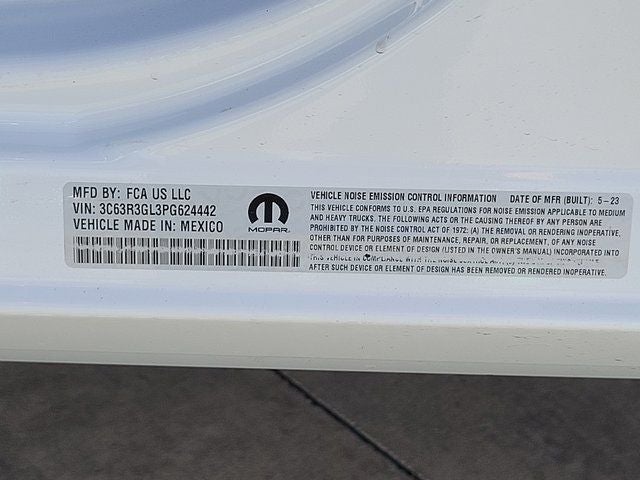 MFD BY: FCA US LLC
VIN: 3C63R3GL3PG624442
VEHICLE MADE IN: MEXICO
MOPAR
VEHICLE NOISE EMISSION CONTROL INFORMATION DATE OF MFR (BUILT): 5-23
THIS VEHICLE CONFORMS TO U.S. EPA REGULATIONS FOR NOISE EMISSION APPLICABLE TO MEDIUM
AND HEAVY TRUCKS. THE FOLLOWING ACTS OR THE CAUSING THEREOF BY ANY PERSON ARE
PROHIBITED BY THE NOISE CONTROL ACT OF 1972: (A) THE REMOVAL OR RENDERING INOPERATIVE,
OTHER THAN FOR PURPOSES OF MAINTENANCE, REPAIR, OR REPLACEMENT, OF ANY NOISE
CONTROL DEVICE OR ELEMENT OF DESIGN (LISTED IN THE OWNER'S MANUAL) INCORPORATED INTO
THIS VEHICLE IN COMPLIANCE WITH THE NOISE CONTROL ACT;
AFTER SUCH DEVICE OR ELEMENT OF DESIGN HAS BEEN REMOVED OR RENDERED INOPERATIVE.